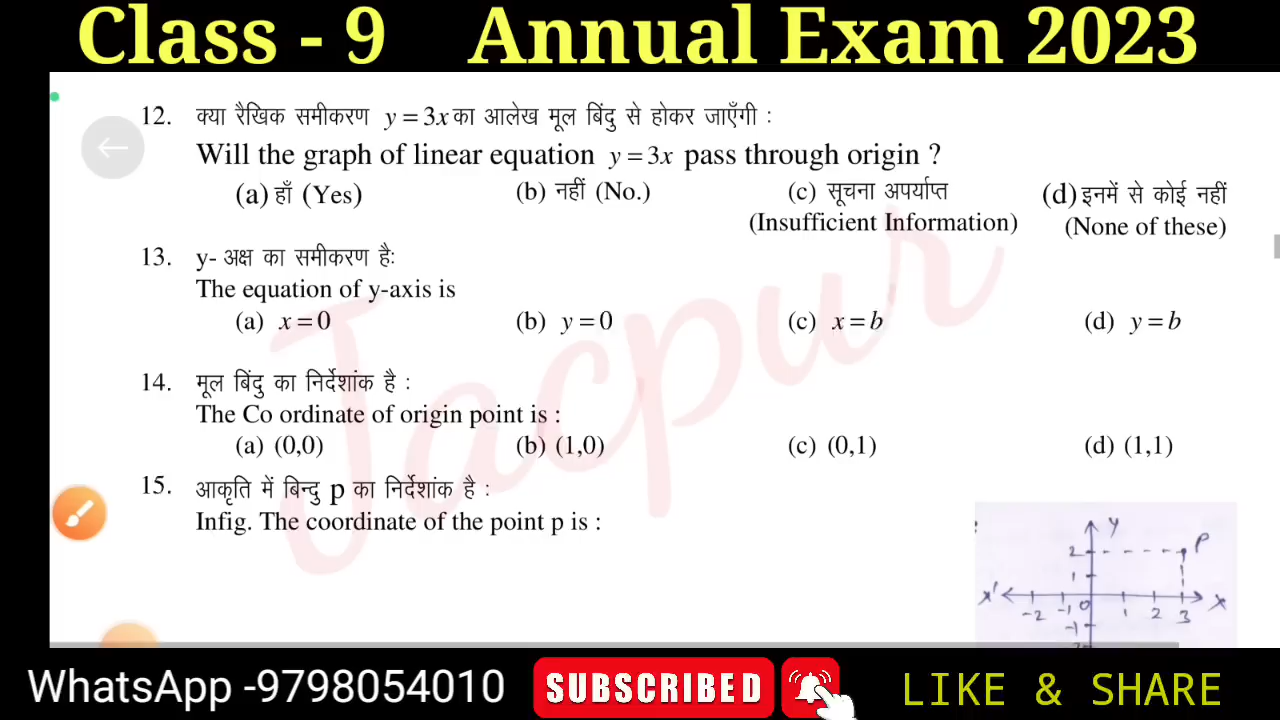 Class - 9 Annual Exam 2023
12. क्या रैखिक समीकरण y = 3x का आलेख मूल बिंदु से होकर जाएँगी :
Will the graph of linear equation y = 3x pass through origin ?
(a) हाँ (Yes) (b) नहीं (No.) (c) सूचना अपर्याप्त (d) इनमें से कोई नहीं
(Insufficient Information) (None of these)
13. y- अक्ष का समीकरण है:
The equation of y-axis is
(a) x = 0 (b) y = 0 (c) x = b (d) y = b
14. मूल बिंदु का निर्देशांक है :
The Co ordinate of origin point is :
(a) (0,0) (b) (1,0) (c) (0,1) (d) (1,1)
15. आकृति में बिन्दु p का निर्देशांक है :
Infig. The coordinate of the point p is :
Y
2 P
1
X' -2 -1 0 1 2 3 X
-1
Jacpur
WhatsApp -9798054010 SUBSCRIBED LIKE & SHARE